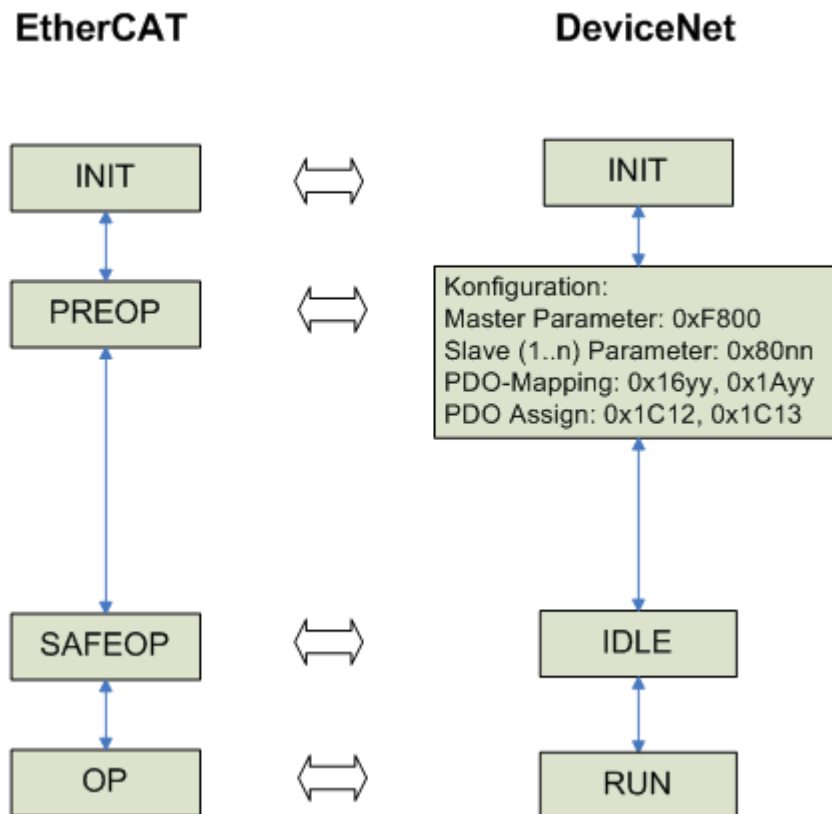 EtherCAT
DeviceNet
INIT
INIT
PREOP
Konfiguration:
Master Parameter: 0xF800
Slave (1..n) Parameter: 0x80nn
PDO-Mapping: 0x16yy, 0x1Ayy
PDO Assign: 0x1C12, 0x1C13
SAFEOP
IDLE
OP
RUN